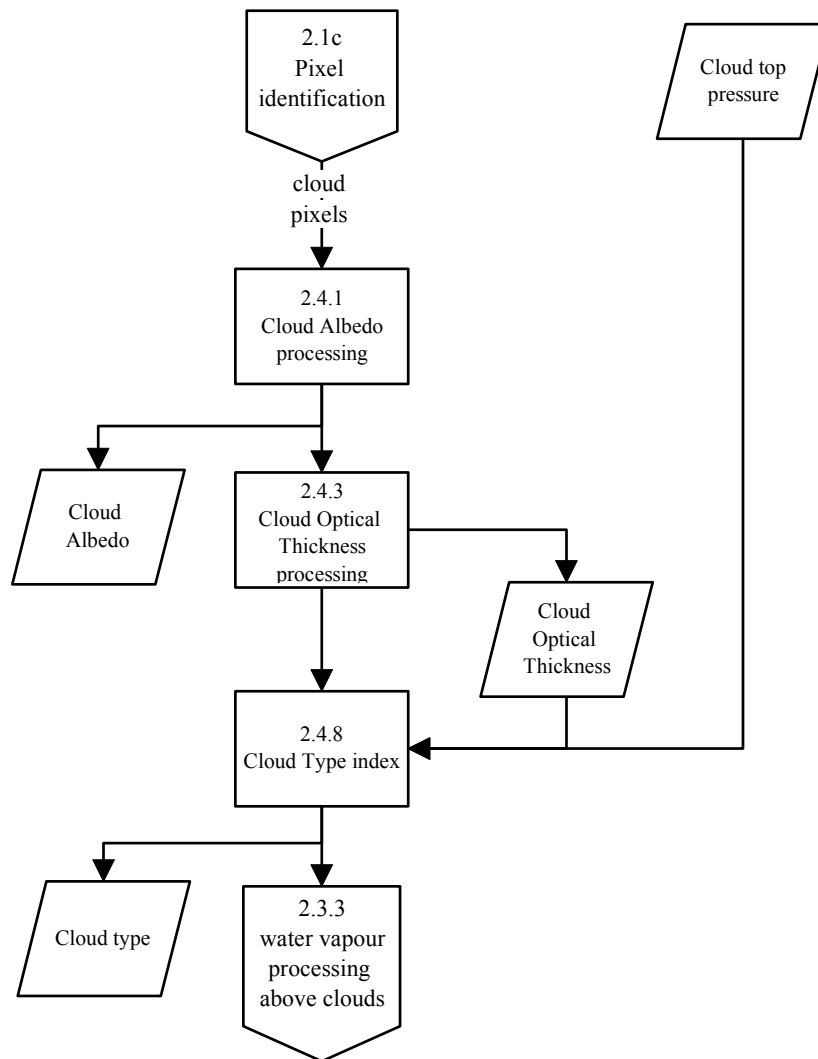 2.1c
Pixel
identification
Cloud top
pressure
cloud
pixels
2.4.1
Cloud Albedo
processing
Cloud
Albedo
2.4.3
Cloud Optical
Thickness
processing
Cloud
Optical
Thickness
2.4.8
Cloud Type index
Cloud type
2.3.3
water vapour
processing
above clouds